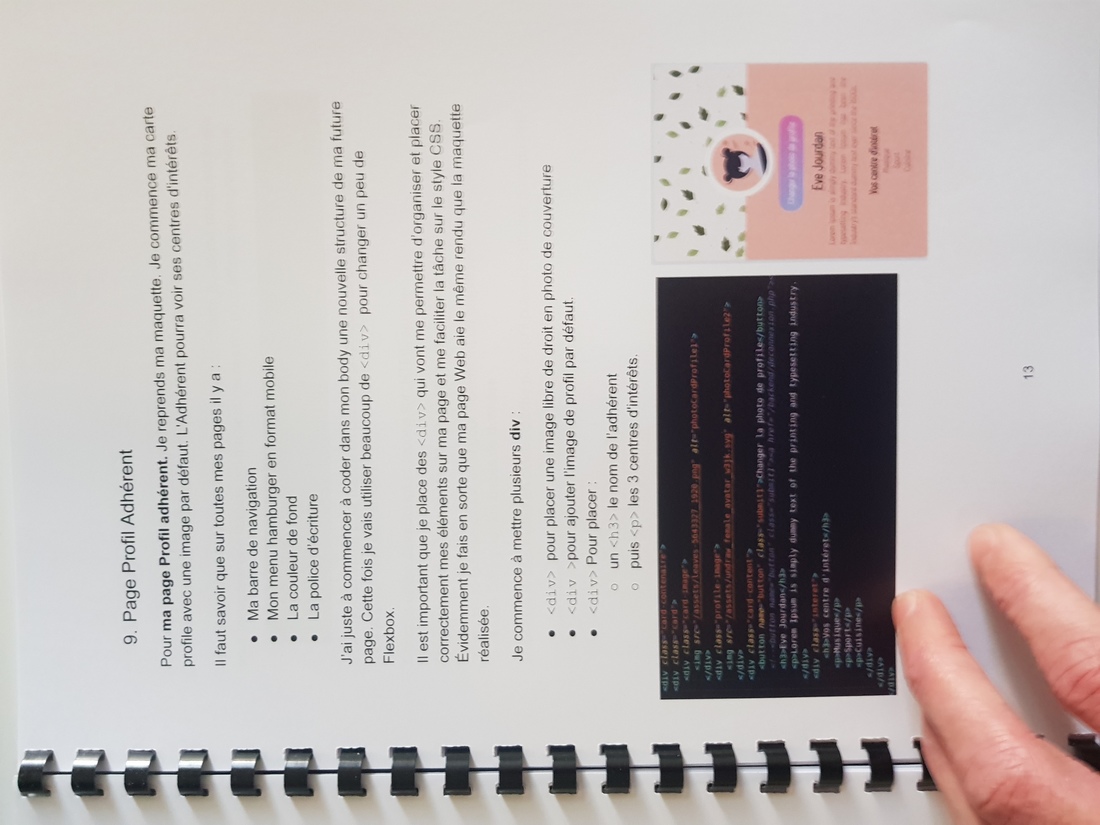 9. Page Profil Adhérent
Pour ma page Profil adhérent. Je reprends ma maquette. Je commence ma carte
profile avec une image par défaut. L'Adhérent pourra voir ses centres d'intérêts.
Il faut savoir que sur toutes mes pages il y a :
● Ma barre de navigation
● Mon menu hamburger en format mobile
● La couleur de fond
● La police d'écriture
J'ai juste à commencer à coder dans mon body une nouvelle structure de ma future
page. Cette fois je vais utiliser beaucoup de <div> pour changer un peu de
Flexbox.
Il est important que je place des <div> qui vont me permettre d'organiser et placer
correctement mes éléments sur ma page et me faciliter la tâche sur le style CSS.
Évidemment je fais en sorte que ma page Web aie le même rendu que la maquette
réalisée.
Je commence à mettre plusieurs div :
● <div> pour placer une image libre de droit en photo de couverture
● <div >pour ajouter l'image de profil par défaut.
● <div> Pour placer :
○ un <h3> le nom de l'adhérent
○ puis <p> les 3 centres d'intérêts.
<div class="card-contenaire">
<div class="card">
<div class="card-image">
<img src="/assets/leaves-5643327_1920.png" alt="photoCardProfile1">
</div>
<div class="profile-image">
<img src="/assets/undraw_female_avatar_w3jk.svg" alt="photoCardProfile2">
</div>
<div class="card-content">
<button name="button" class="submit1">Changer la photo de profile</button>
<!--<button name="button" class="submit1"><a href="/backend/deconnexion.php"><
<h3>Eve Jourdan</h3>
<p>Lorem Ipsum is simply dummy text of the printing and typesetting industry.
</div>
<div class="interet">
<h3>Vos centre d'intéret</h3>
<p>Musique</p>
<p>Sport</p>
<p>Cuisine</p>
</div>
</div>
</div>
Changer la photo de profile
Eve Jourdan
Lorem Ipsum is simply dummy text of the printing and
typesetting industry. Lorem Ipsum has been the
industry's standard dummy text ever since the
Vos centre d'intéret
Musique
Sport
Cuisine
13